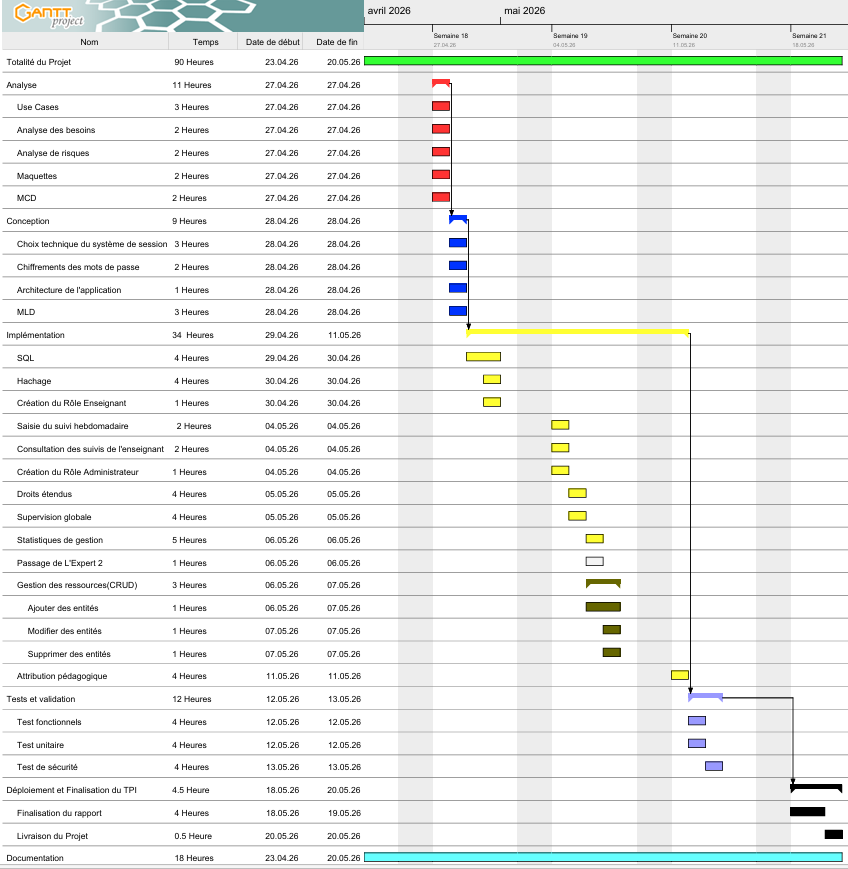 GANTT project
avril 2026 mai 2026
Semaine 18 Semaine 19 Semaine 20 Semaine 21
27.04.26 04.05.26 11.05.26 18.05.26
Nom Temps Date de début Date de fin
Totalité du Projet 90 Heures 23.04.26 20.05.26
Analyse 11 Heures 27.04.26 27.04.26
Use Cases 3 Heures 27.04.26 27.04.26
Analyse des besoins 2 Heures 27.04.26 27.04.26
Analyse de risques 2 Heures 27.04.26 27.04.26
Maquettes 2 Heures 27.04.26 27.04.26
MCD 2 Heures 27.04.26 27.04.26
Conception 9 Heures 28.04.26 28.04.26
Choix technique du système de session 3 Heures 28.04.26 28.04.26
Chiffrements des mots de passe 2 Heures 28.04.26 28.04.26
Architecture de l'application 1 Heures 28.04.26 28.04.26
MLD 3 Heures 28.04.26 28.04.26
Implémentation 34 Heures 29.04.26 11.05.26
SQL 4 Heures 29.04.26 30.04.26
Hachage 4 Heures 30.04.26 30.04.26
Création du Rôle Enseignant 1 Heures 30.04.26 30.04.26
Saisie du suivi hebdomadaire 2 Heures 04.05.26 04.05.26
Consultation des suivis de l'enseignant 2 Heures 04.05.26 04.05.26
Création du Rôle Administrateur 1 Heures 04.05.26 04.05.26
Droits étendus 4 Heures 05.05.26 05.05.26
Supervision globale 4 Heures 05.05.26 05.05.26
Statistiques de gestion 5 Heures 06.05.26 06.05.26
Passage de L'Expert 2 1 Heures 06.05.26 06.05.26
Gestion des ressources(CRUD) 3 Heures 06.05.26 07.05.26
Ajouter des entités 1 Heures 06.05.26 07.05.26
Modifier des entités 1 Heures 07.05.26 07.05.26
Supprimer des entités 1 Heures 07.05.26 07.05.26
Attribution pédagogique 4 Heures 11.05.26 11.05.26
Tests et validation 12 Heures 12.05.26 13.05.26
Test fonctionnels 4 Heures 12.05.26 12.05.26
Test unitaire 4 Heures 12.05.26 12.05.26
Test de sécurité 4 Heures 13.05.26 13.05.26
Déploiement et Finalisation du TPI 4.5 Heure 18.05.26 20.05.26
Finalisation du rapport 4 Heures 18.05.26 19.05.26
Livraison du Projet 0.5 Heure 20.05.26 20.05.26
Documentation 18 Heures 23.04.26 20.05.26